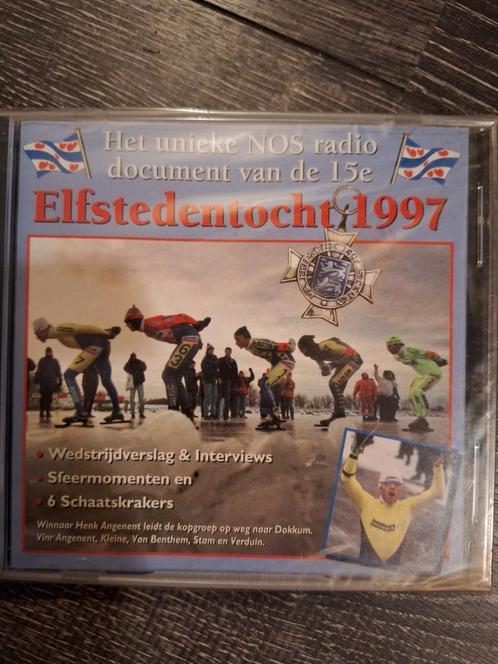 Het unieke NOS radio
document van de 15e
Elfstedentocht 1997
• Wedstrijdverslag & Interviews
• Sfeermomenten en
• 6 Schaatskrakers
Winnaar Henk Angenent leidt de kopgroep op weg naar Dokkum.
Vlnr Angenent, Kleine, Van Benthem, Stam en Verduin.